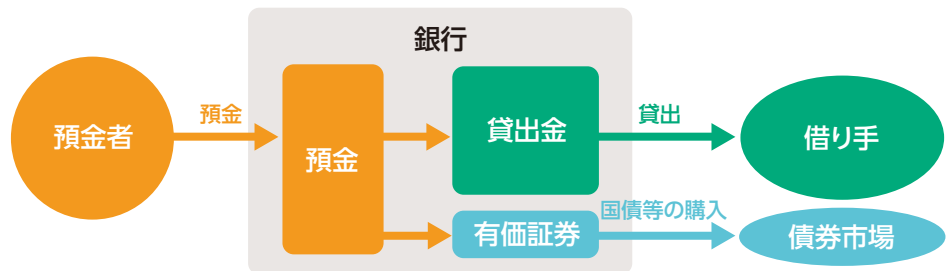 銀行
預金者
預金
預金
貸出金
貸出
借り手
有価証券
国債等の購入
債券市場